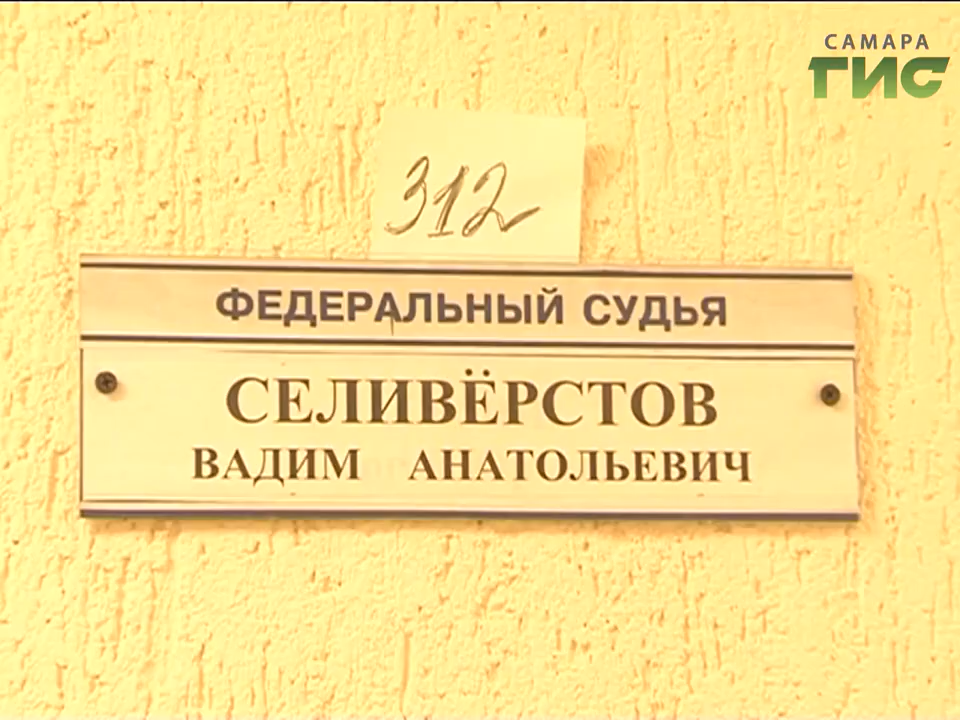 САМАРА
ГИС
312
ФЕДЕРАЛЬНЫЙ СУДЬЯ
СЕЛИВЁРСТОВ
ВАДИМ АНАТОЛЬЕВИЧ